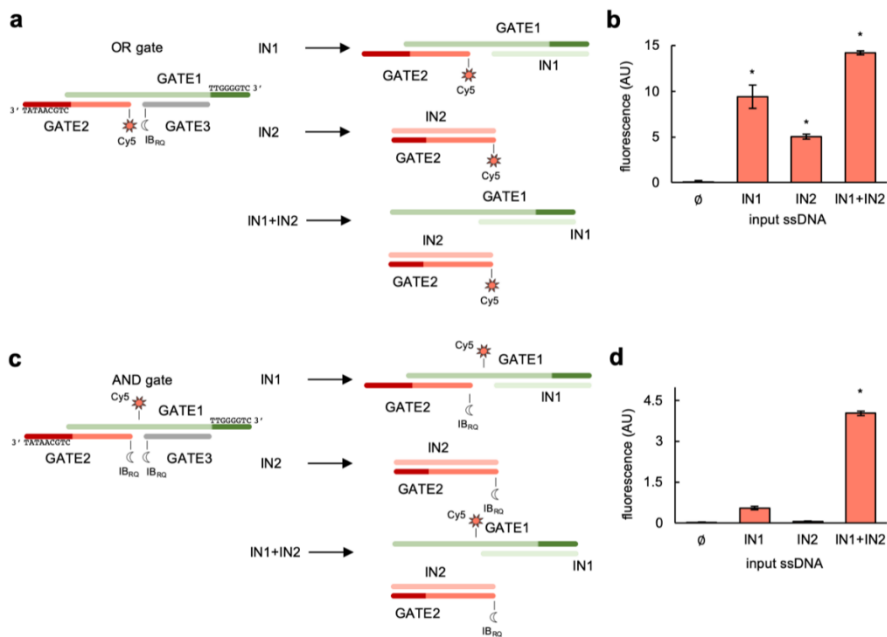 a
OR gate
GATE1
TTGGGGTC 3'
3' TATAACGTC
GATE2
Cy5
IBRQ
GATE3
IN1
GATE1
GATE2
IN1
Cy5
IN2
IN2
GATE2
Cy5
IN1+IN2
GATE1
IN2
IN1
GATE2
Cy5
b
fluorescence (AU)
15
10
5
0
*
*
*
ø IN1 IN2 IN1+IN2
input ssDNA
c
AND gate
Cy5
GATE1
TTGGGGTC 3'
3' TATAACGTC
GATE2
IBRQ
IBRQ
GATE3
IN1
Cy5
GATE1
GATE2
IN1
IBRQ
IN2
IN2
GATE2
IBRQ
IN1+IN2
Cy5
GATE1
IN2
IN1
GATE2
IBRQ
d
fluorescence (AU)
4.5
3
1.5
0
*
ø IN1 IN2 IN1+IN2
input ssDNA